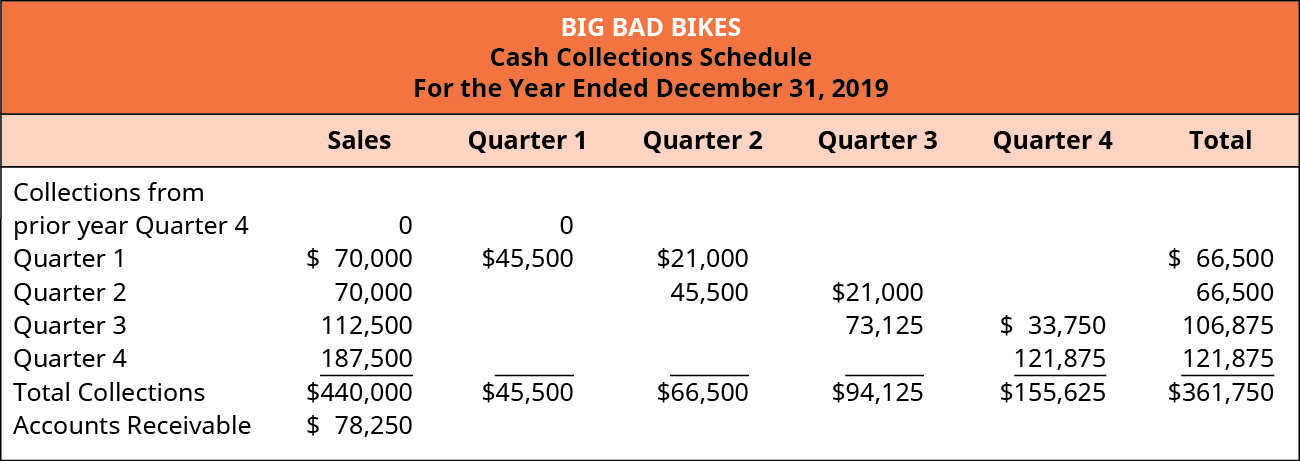 BIG BAD BIKES
Cash Collections Schedule
For the Year Ended December 31, 2019
Sales Quarter 1 Quarter 2 Quarter 3 Quarter 4 Total
Collections from
prior year Quarter 4 0 0
Quarter 1 $ 70,000 $45,500 $21,000 $ 66,500
Quarter 2 70,000 45,500 $21,000 66,500
Quarter 3 112,500 73,125 $ 33,750 106,875
Quarter 4 187,500 121,875 121,875
Total Collections $440,000 $45,500 $66,500 $94,125 $155,625 $361,750
Accounts Receivable $ 78,250